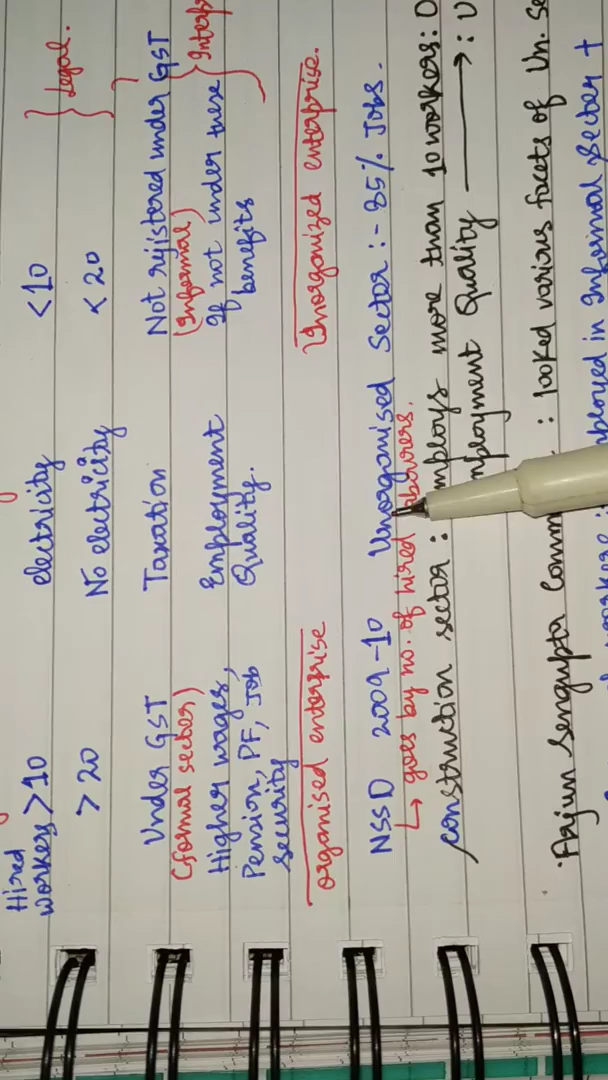 Hired
workers > 10 electricity < 10
> 20 No electricity < 20 } Legal.
Under GST Taxation Not registered under GST
(formal sector) (Informal)
Higher wages, Employment If not under these
Pension, PF, Job Quality. benefits
security
organised enterprise Unorganized enterprise.
NSSO 2009-10 Unorganised Sector :- 85% Jobs.
↳ goes by no. of hired labourers.
construction sector : employs more than 10 workers: O
Employment Quality ⟶ : U
Arjun Sengupta Comm : looked various facets of Un. Se
workers employed in Informal Sector +